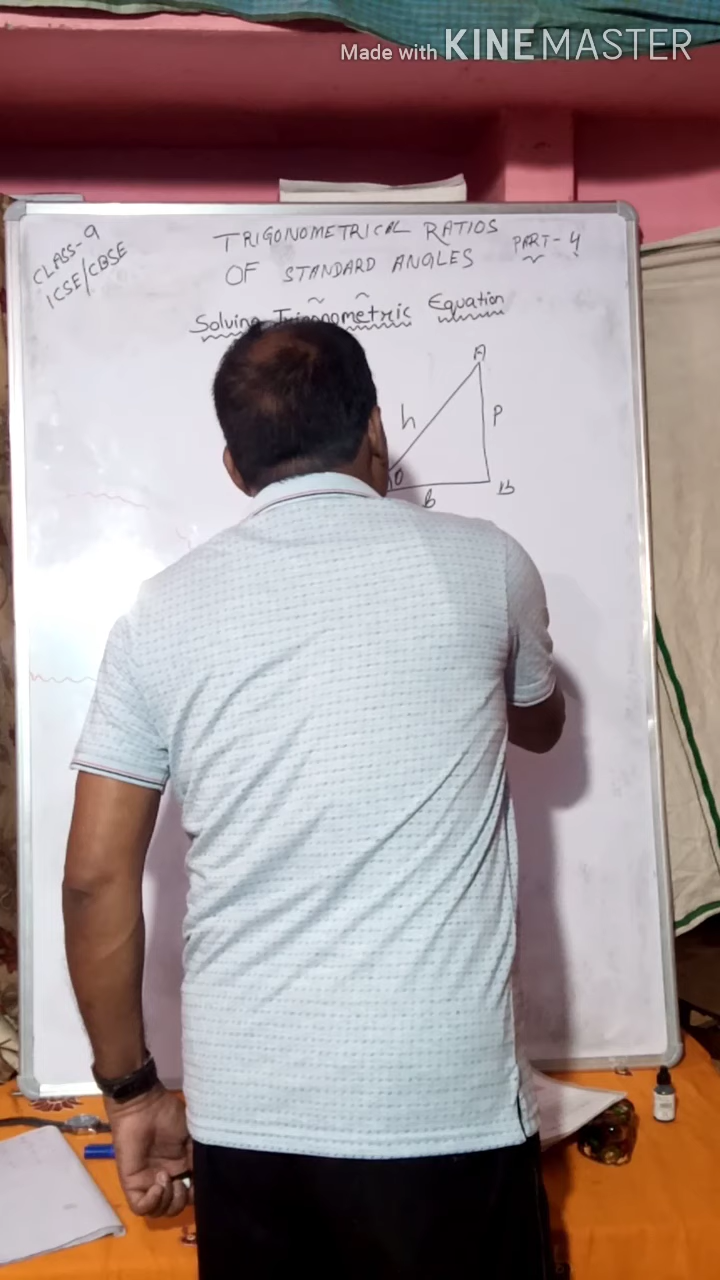 Made with KINEMASTER
CLASS-9
ICSE/CBSE
TRIGONOMETRICAL RATIOS
OF STANDARD ANGLES
PART-4
Solving Trigonometric Equation
A
h
P
θ
b
B